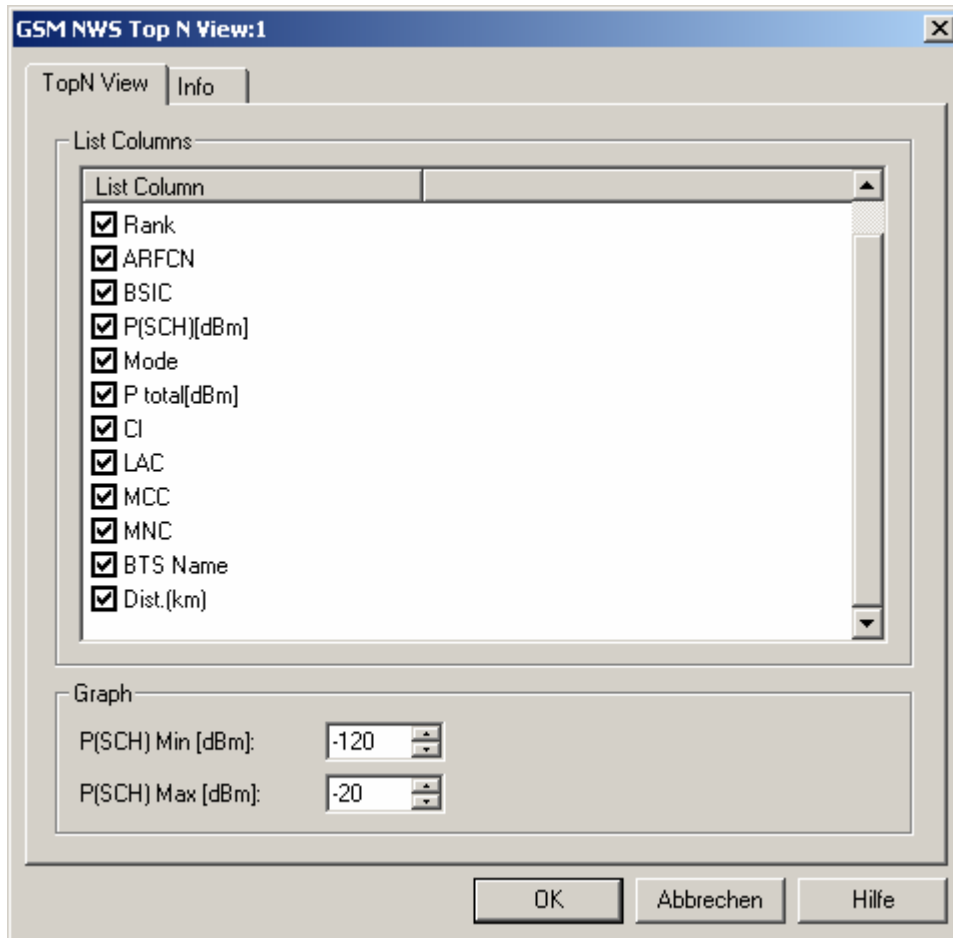 GSM NWS Top N View:1
TopN View
Info
List Columns
List Column
Rank
ARFCN
BSIC
P(SCH)[dBm]
Mode
P total[dBm]
CI
LAC
MCC
MNC
BTS Name
Dist.(km)
Graph
P(SCH) Min [dBm]: -120
P(SCH) Max [dBm]: -20
OK Abbrechen Hilfe